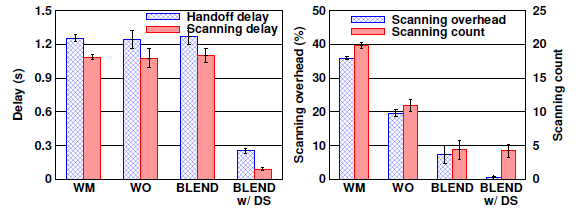 Delay (s)
1.5
1.2
0.9
0.6
0.3
0
Handoff delay
Scanning delay
WM
WO
BLEND
BLEND
w/ DS
Scanning overhead (%)
50
40
30
20
10
0
Scanning overhead
Scanning count
25
20
15
10
5
0
Scanning count
WM
WO
BLEND
BLEND
w/ DS